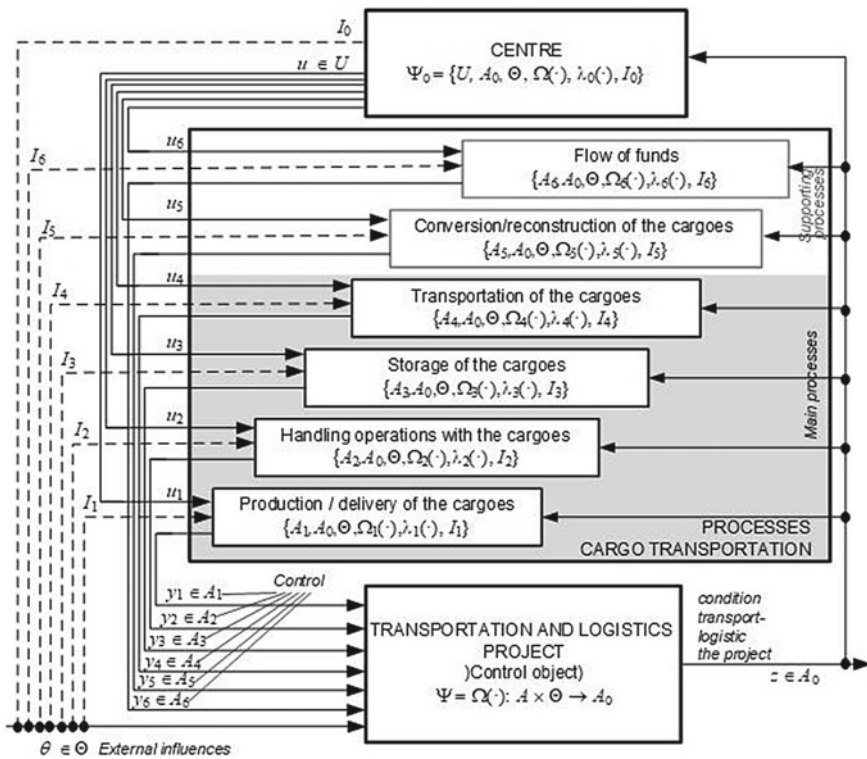 I0
u ∈ U
CENTRE
Ψ0 = {U, A0, Θ, Ω(·), λ0(·), I0}
I6
u6
Flow of funds
{A6,A0,Θ,Ω6(·),λ6(·), I6}
Supporting
processes
I5
u5
Conversion/reconstruction of the cargoes
{A5,A0,Θ,Ω5(·),λ5(·), I5}
I4
u4
Transportation of the cargoes
{A4,A0,Θ,Ω4(·),λ4(·), I4}
I3
u3
Storage of the cargoes
{A3,A0,Θ,Ω3(·),λ3(·), I3}
Main processes
I2
u2
Handling operations with the cargoes
{A2,A0,Θ,Ω2(·),λ2(·), I2}
I1
u1
Production / delivery of the cargoes
{A1,A0,Θ,Ω1(·),λ1(·), I1}
PROCESSES
CARGO TRANSPORTATION
Control
y1 ∈ A1
y2 ∈ A2
y3 ∈ A3
y4 ∈ A4
y5 ∈ A5
y6 ∈ A6
TRANSPORTATION AND LOGISTICS
PROJECT
)Control object)
Ψ = Ω(·): A × Θ → A0
condition
transport-
logistic
the project
z ∈ A0
θ ∈ Θ External influences